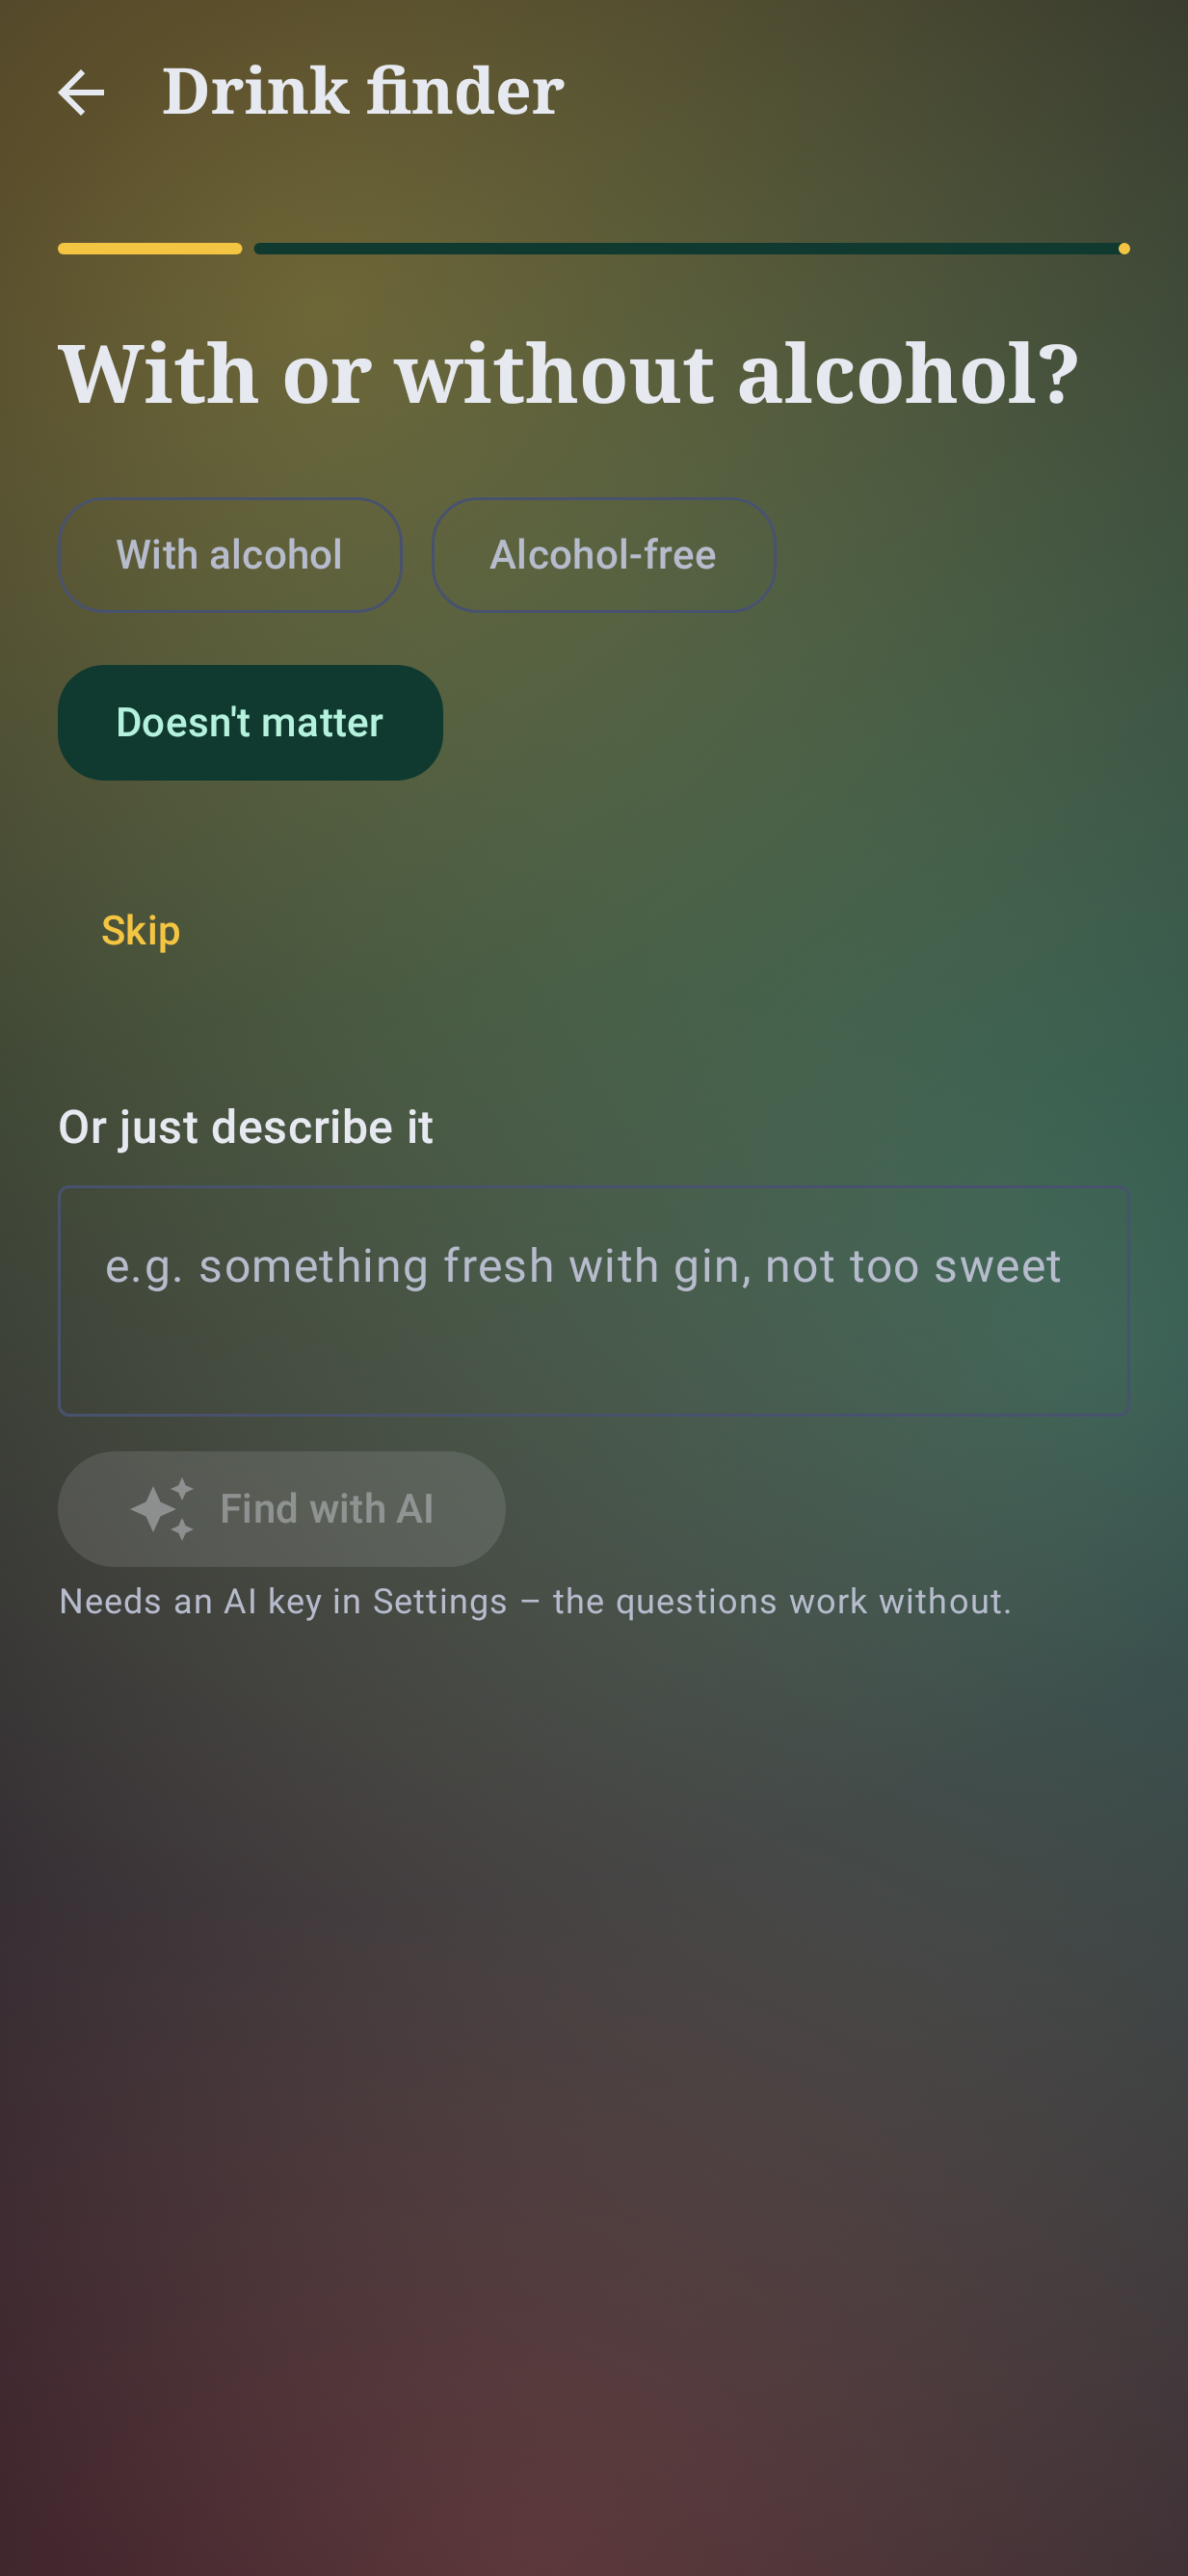 Drink finder
With or without alcohol?
With alcohol
Alcohol-free
Doesn't matter
Skip
Or just describe it
e.g. something fresh with gin, not too sweet
Find with AI
Needs an AI key in Settings – the questions work without.